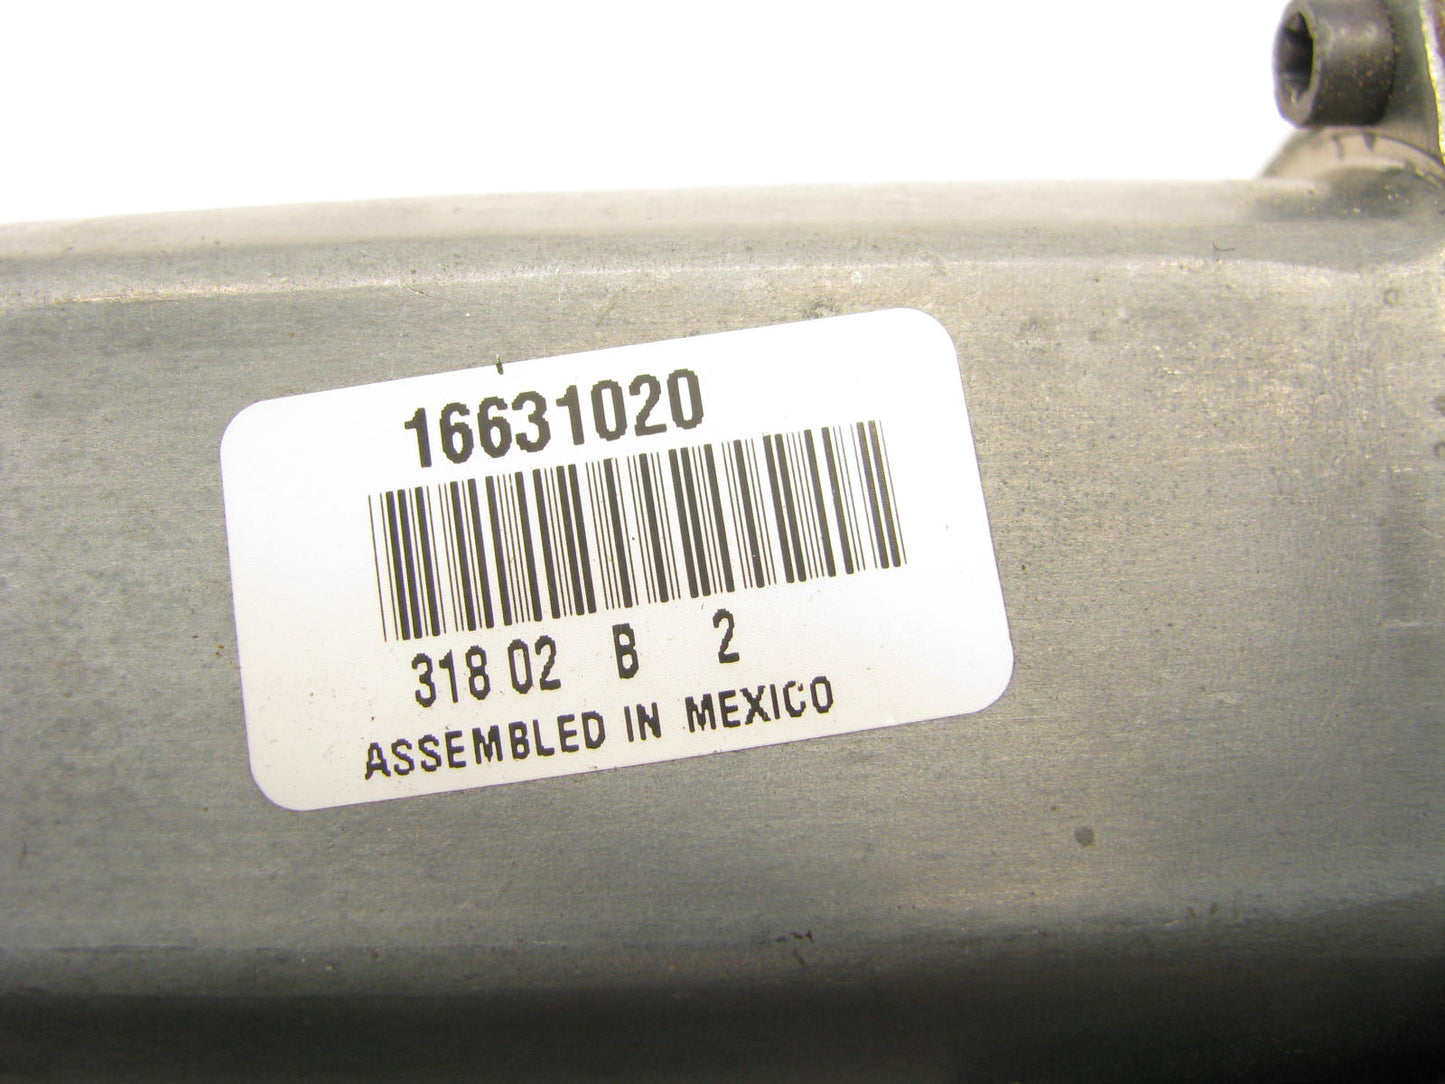 16631020
318 02 B 2
ASSEMBLED IN MEXICO